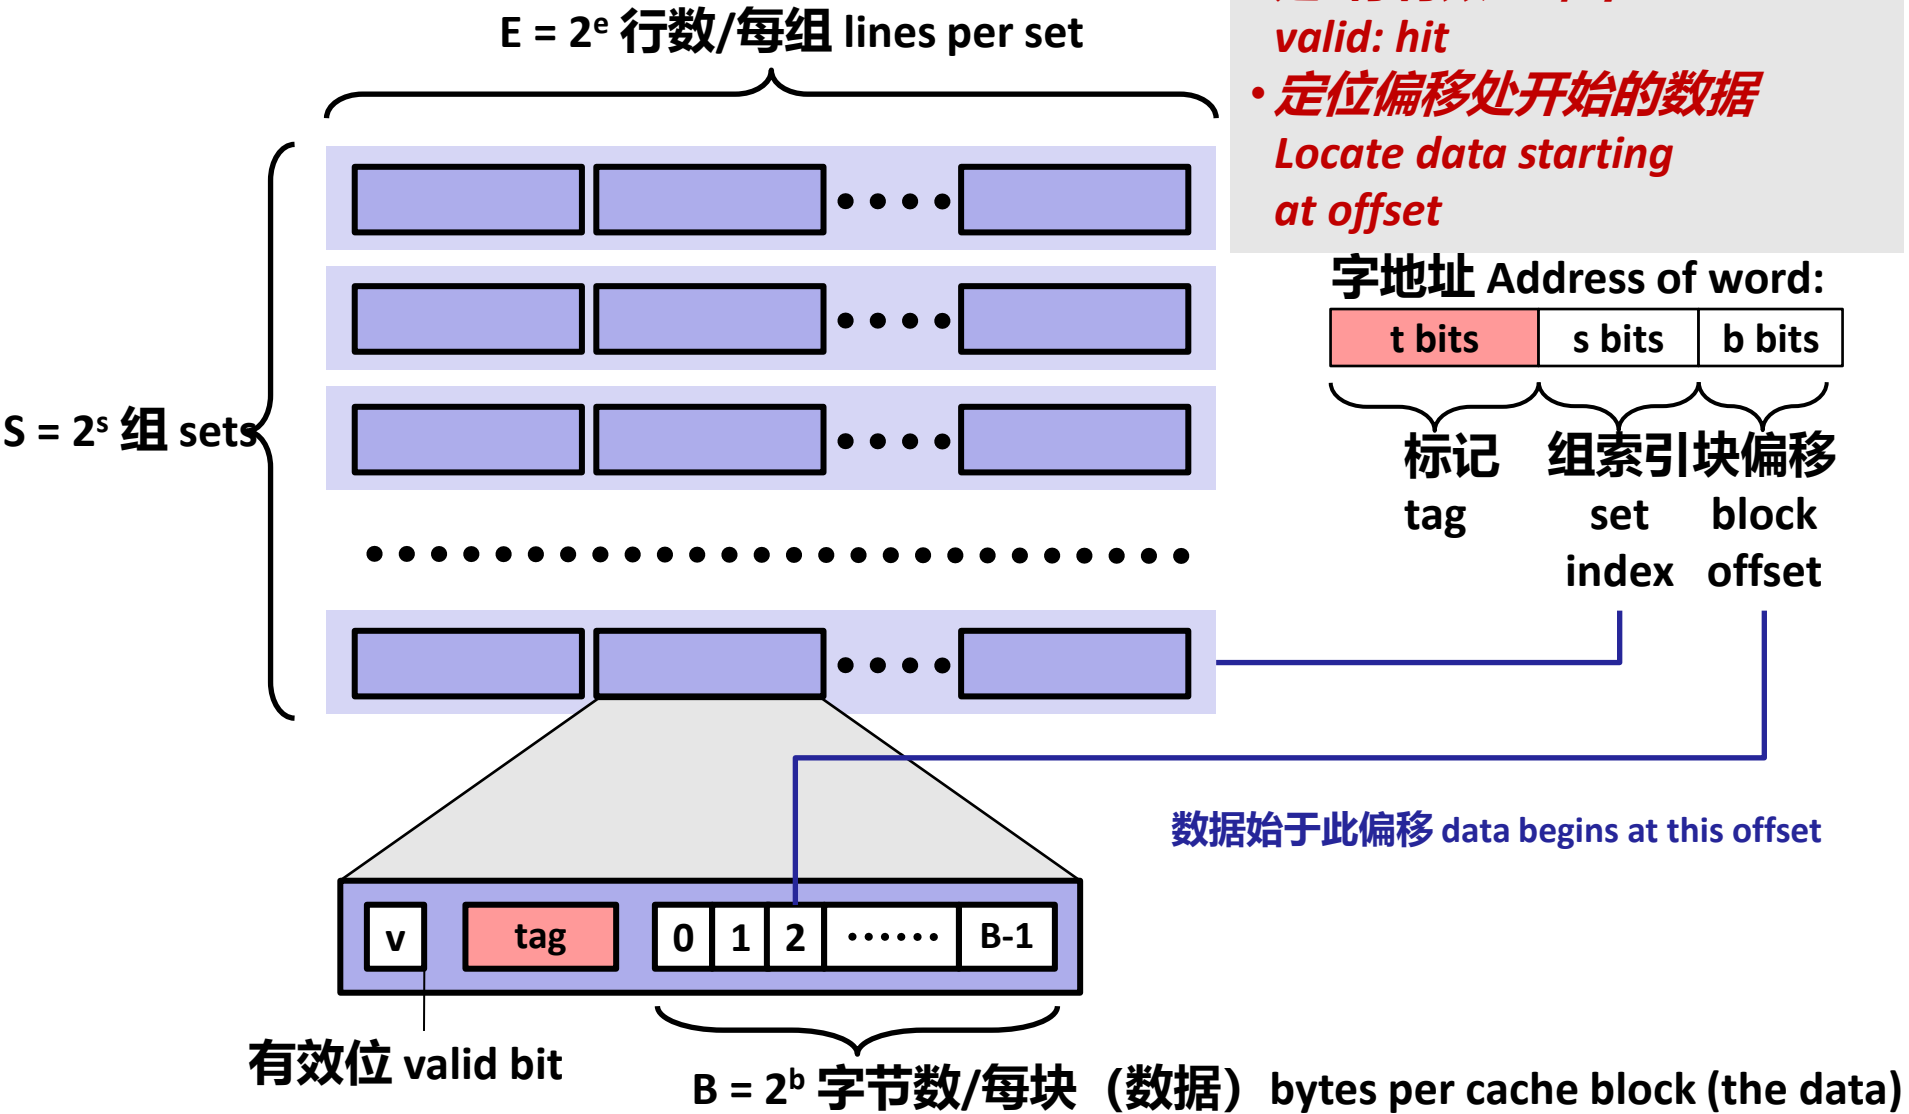 E = 2^e 行数/每组 lines per set
valid: hit
• 定位偏移处开始的数据
Locate data starting
at offset
字地址 Address of word:
t bits s bits b bits
标记 组索引 块偏移
tag set block
index offset
S = 2^s 组 sets
数据始于此偏移 data begins at this offset
v tag 0 1 2 ······ B-1
有效位 valid bit
B = 2^b 字节数/每块（数据）bytes per cache block (the data)